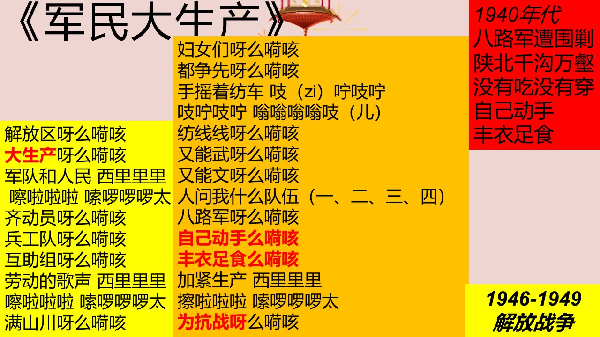 《军民大生产》
解放区呀么嗬咳
大生产呀么嗬咳
军队和人民 西里里里
嚓啦啦啦 嗦啰啰啰太
齐动员呀么嗬咳
兵工队呀么嗬咳
互助组呀么嗬咳
劳动的歌声 西里里里
嚓啦啦啦 嗦啰啰啰太
满山川呀么嗬咳
妇女们呀么嗬咳
都争先呀么嗬咳
手摇着纺车 吱（zi）咛吱咛
吱咛吱咛 嗡嗡嗡嗡吱（儿）
纺线线呀么嗬咳
又能武呀么嗬咳
又能文呀么嗬咳
人问我什么队伍（一、二、三、四）
八路军呀么嗬咳
自己动手么嗬咳
丰衣足食么嗬咳
加紧生产 西里里里
擦啦啦啦 嗦啰啰啰太
为抗战呀么嗬咳
1940年代
八路军遭围剿
陕北千沟万壑
没有吃没有穿
自己动手
丰衣足食
1946-1949
解放战争